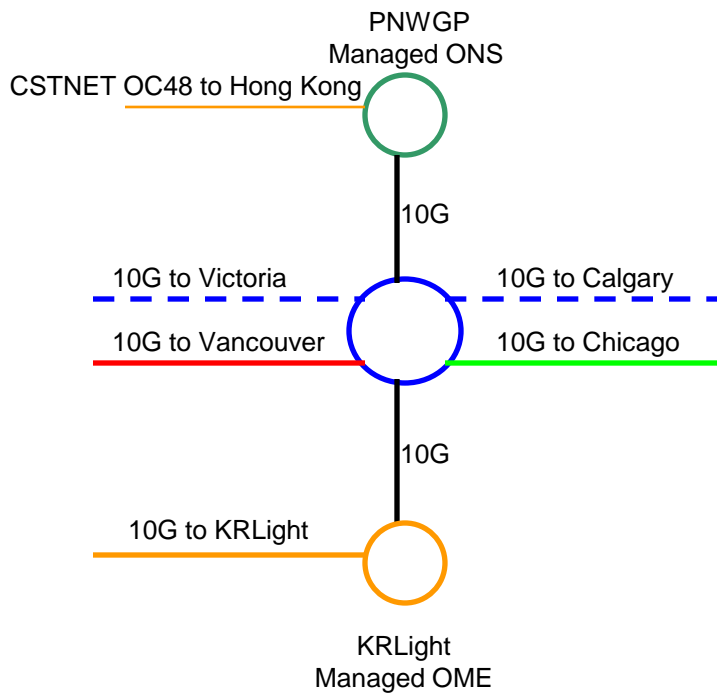 PNWGP
Managed ONS
CSTNET OC48 to Hong Kong
10G
10G to Victoria
10G to Calgary
10G to Vancouver
10G to Chicago
10G
10G to KRLight
KRLight
Managed OME